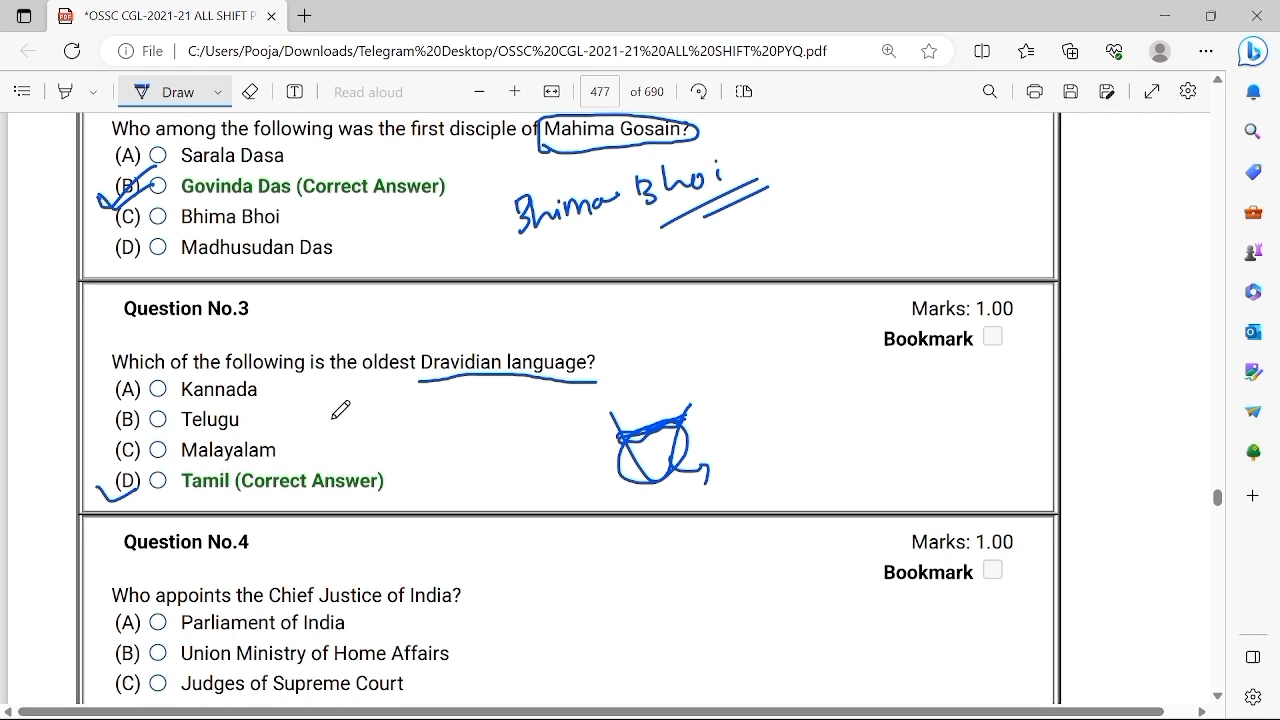 *OSSC CGL-2021-21 ALL SHIFT P
File
C:/Users/Pooja/Downloads/Telegram%20Desktop/OSSC%20CGL-2021-21%20ALL%20SHIFT%20PYQ.pdf
Draw
Read aloud
477 of 690
Who among the following was the first disciple of Mahima Gosain?
(A) Sarala Dasa
(B) Govinda Das (Correct Answer)
(C) Bhima Bhoi
(D) Madhusudan Das
Bhima Bhoi
Question No.3
Marks: 1.00
Bookmark
Which of the following is the oldest Dravidian language?
(A) Kannada
(B) Telugu
(C) Malayalam
(D) Tamil (Correct Answer)
Question No.4
Marks: 1.00
Bookmark
Who appoints the Chief Justice of India?
(A) Parliament of India
(B) Union Ministry of Home Affairs
(C) Judges of Supreme Court